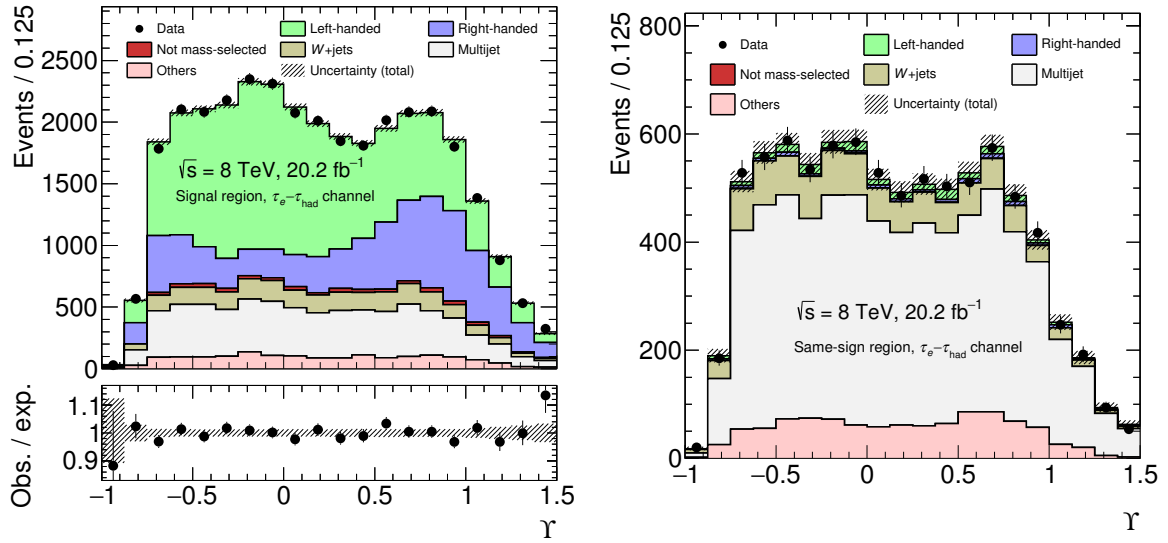 Events / 0.125
2500
2000
1500
1000
500
0
Data
Left-handed
Right-handed
Not mass-selected
W+jets
Multijet
Others
Uncertainty (total)
√s = 8 TeV, 20.2 fb⁻¹
Signal region, τe−τhad channel
Obs. / exp.
1.1
1
0.9
−1 −0.5 0 0.5 1 1.5
ϒ
Events / 0.125
800
600
400
200
0
Data
Left-handed
Right-handed
Not mass-selected
W+jets
Multijet
Others
Uncertainty (total)
√s = 8 TeV, 20.2 fb⁻¹
Same-sign region, τe−τhad channel
−1 −0.5 0 0.5 1 1.5
ϒ